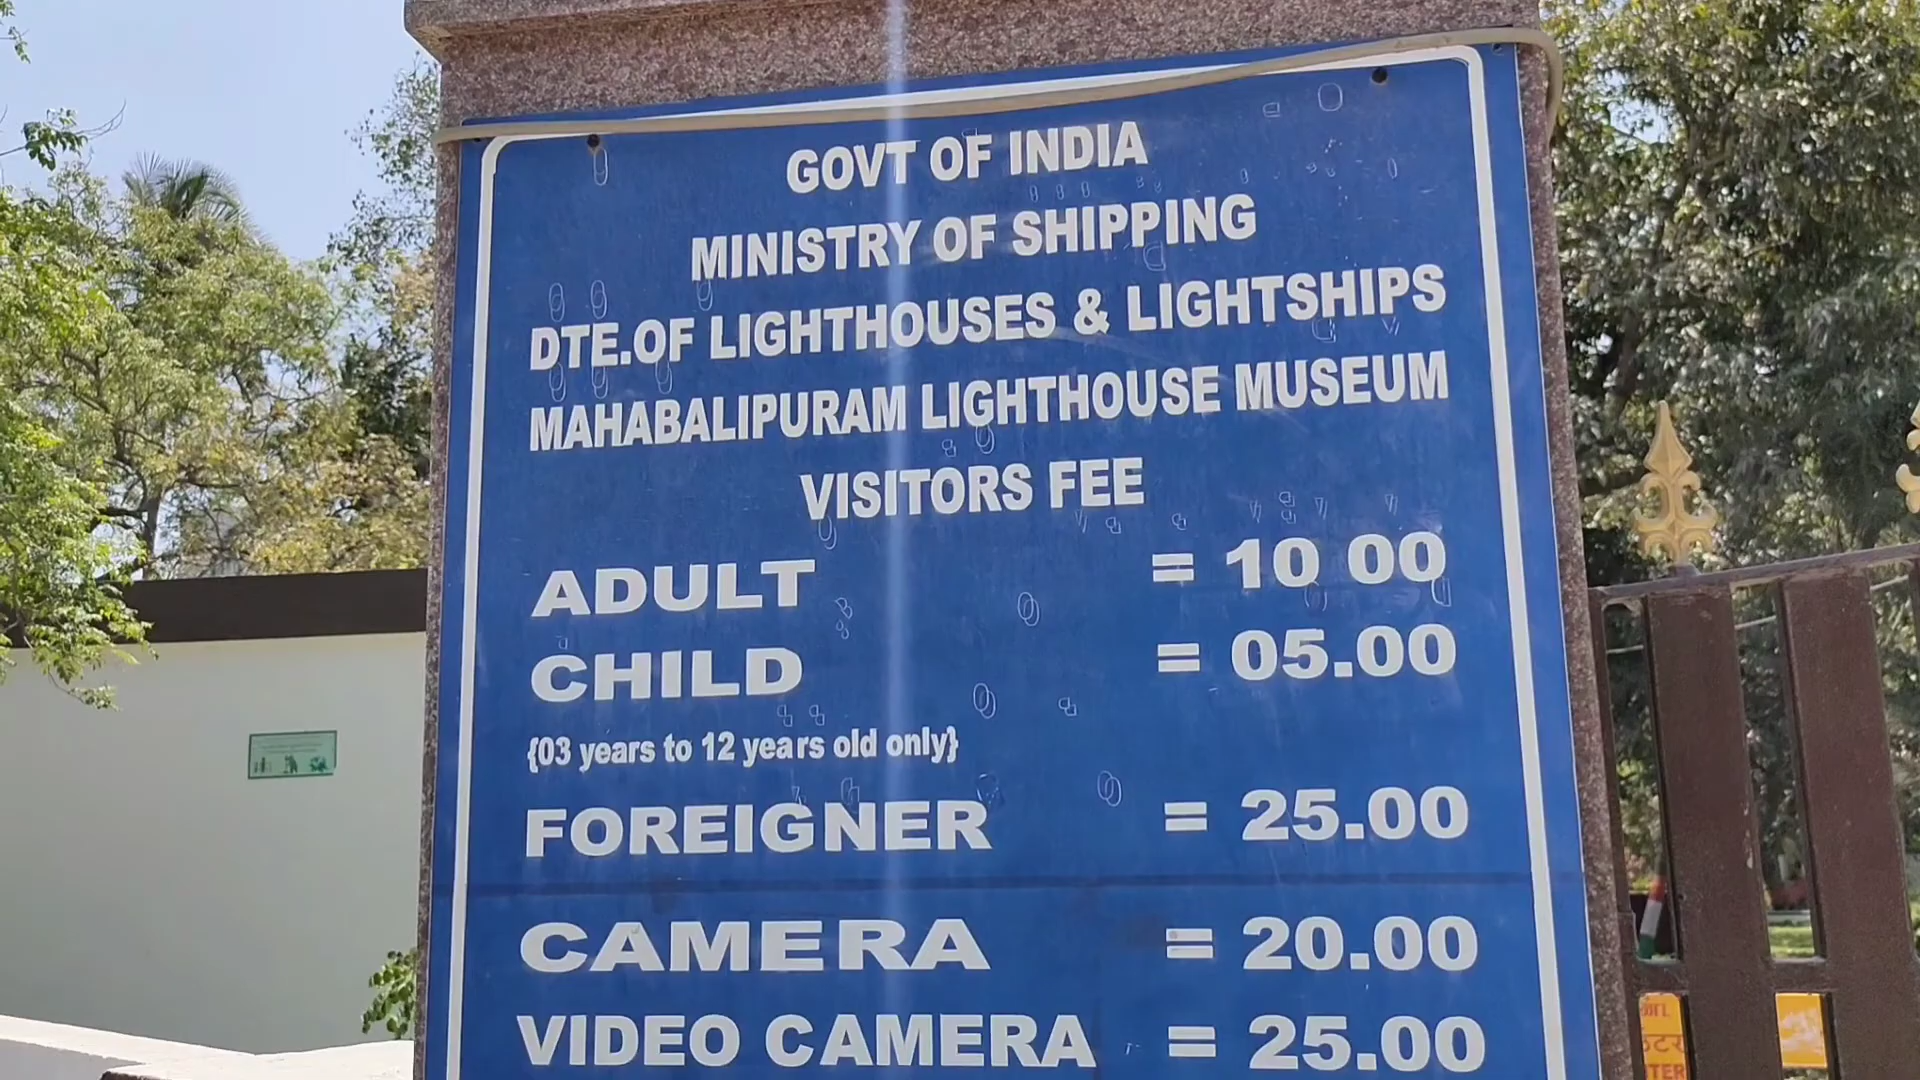 GOVT OF INDIA
MINISTRY OF SHIPPING
DTE.OF LIGHTHOUSES & LIGHTSHIPS
MAHABALIPURAM LIGHTHOUSE MUSEUM
VISITORS FEE
ADULT = 10 00
CHILD = 05.00
{03 years to 12 years old only}
FOREIGNER = 25.00
CAMERA = 20.00
VIDEO CAMERA = 25.00